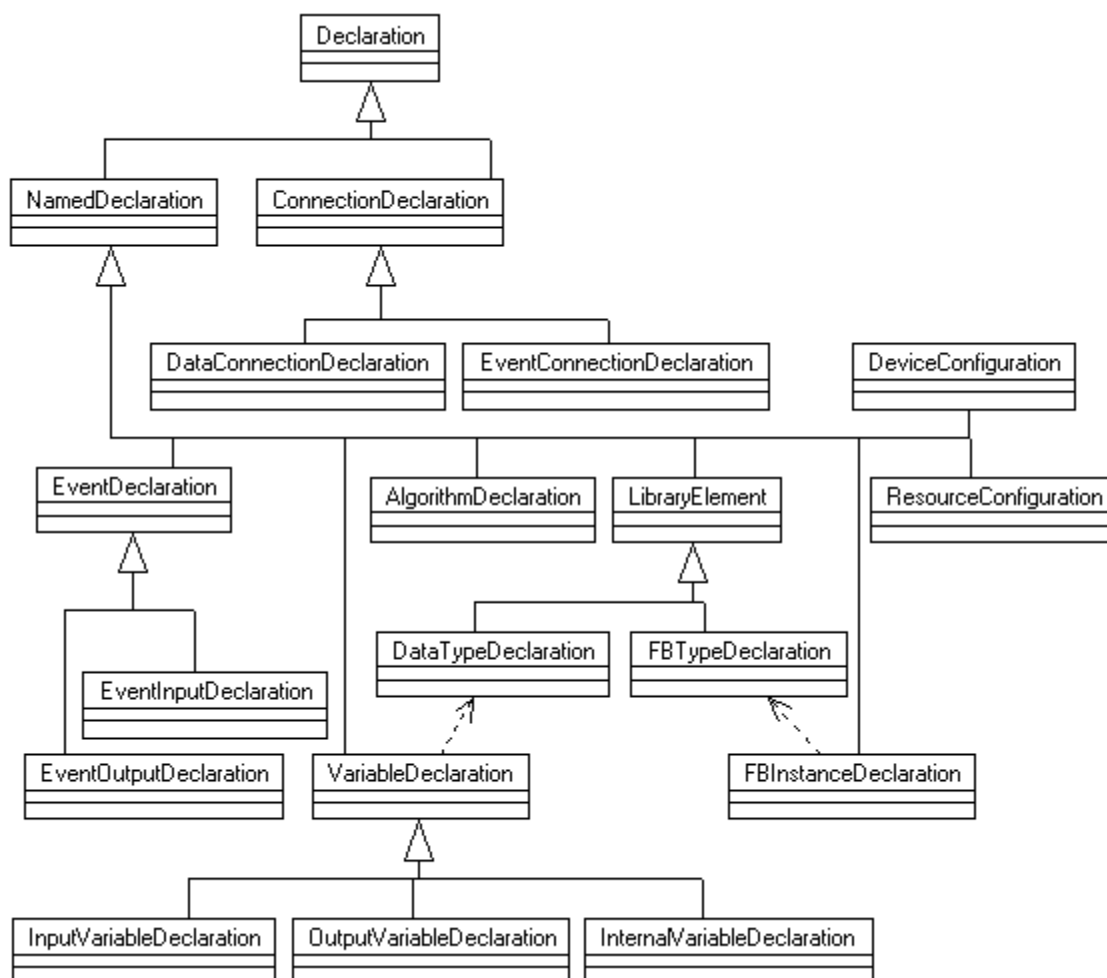 Declaration
NamedDeclaration
ConnectionDeclaration
DataConnectionDeclaration
EventConnectionDeclaration
DeviceConfiguration
EventDeclaration
AlgorithmDeclaration
LibraryElement
ResourceConfiguration
DataTypeDeclaration
FBTypeDeclaration
EventInputDeclaration
EventOutputDeclaration
VariableDeclaration
FBInstanceDeclaration
InputVariableDeclaration
OutputVariableDeclaration
InternalVariableDeclaration